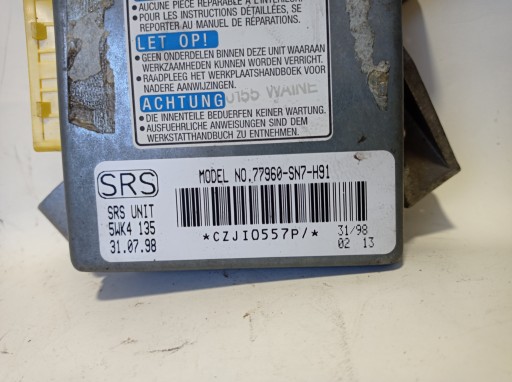 • AUCUNE PIÈCE RÉPARABLE À L'INTÉRIEUR.
• POUR LES INSTRUCTIONS DÉTAILLÉES, SE
REPORTER AU MANUEL DE RÉPARATIONS.
LET OP!
• GEEN ONDERDELEN BINNEN DEZE UNIT WAARAAN
WERKZAAMHEDEN KUNNEN WORDEN VERRICHT.
• RAADPLEEG HET WERKPLAATSHANDBOEK VOOR
NADERE AANWIJZINGEN.
ACHTUNG
• DIE INNENTEILE BEDUERFEN KEINER WARTUNG.
• AUSFUEHRLICHE ANWEISUNGEN SIND DEM
WERKSTATTHANDBUCH ZU ENTNEHMEN.
SRS
MODEL NO.77960-SN7-H91
SRS UNIT
5WK4 135
31.07.98
*CZJI0557P/*
31/98
02 13